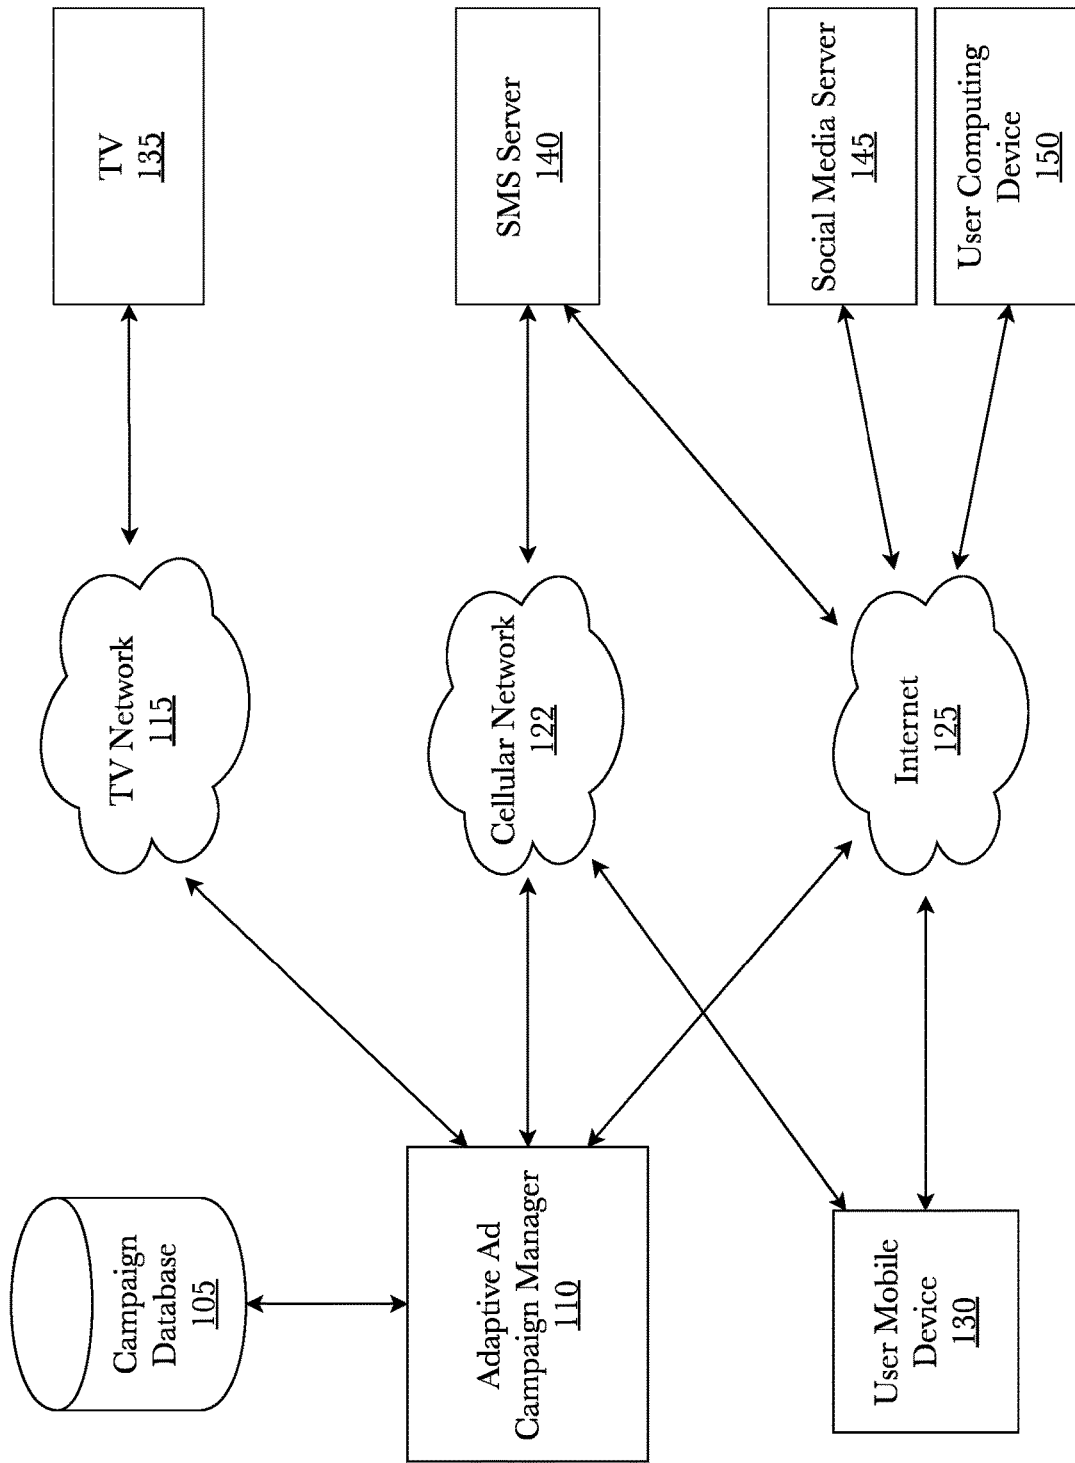 Campaign
Database
105
Adaptive Ad
Campaign Manager
110
User Mobile
Device
130
TV Network
115
Cellular Network
122
Internet
125
TV
135
SMS Server
140
Social Media Server
145
User Computing
Device
150